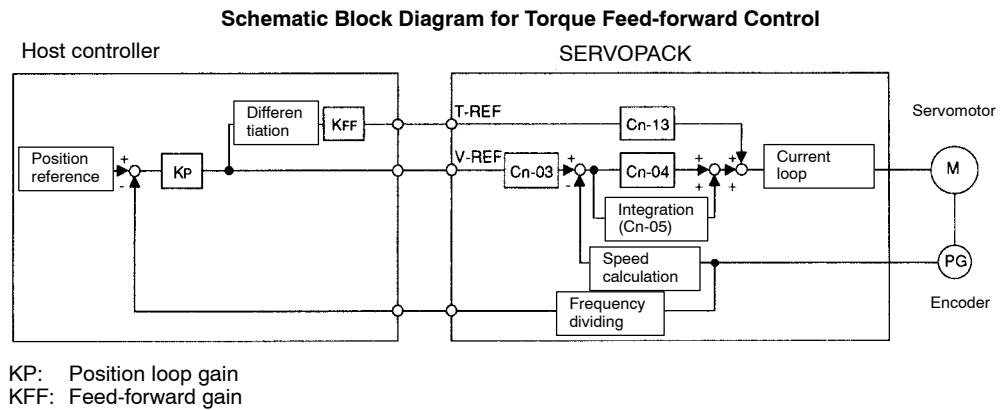 Schematic Block Diagram for Torque Feed-forward Control
Host controller
SERVOPACK
Differen
tiation
KFF
T-REF
Cn-13
Servomotor
Position
reference
+
-
KP
V-REF
Cn-03
+
-
Cn-04
+
+
+
+
Current
loop
M
Integration
(Cn-05)
Speed
calculation
PG
Frequency
dividing
Encoder
KP: Position loop gain
KFF: Feed-forward gain